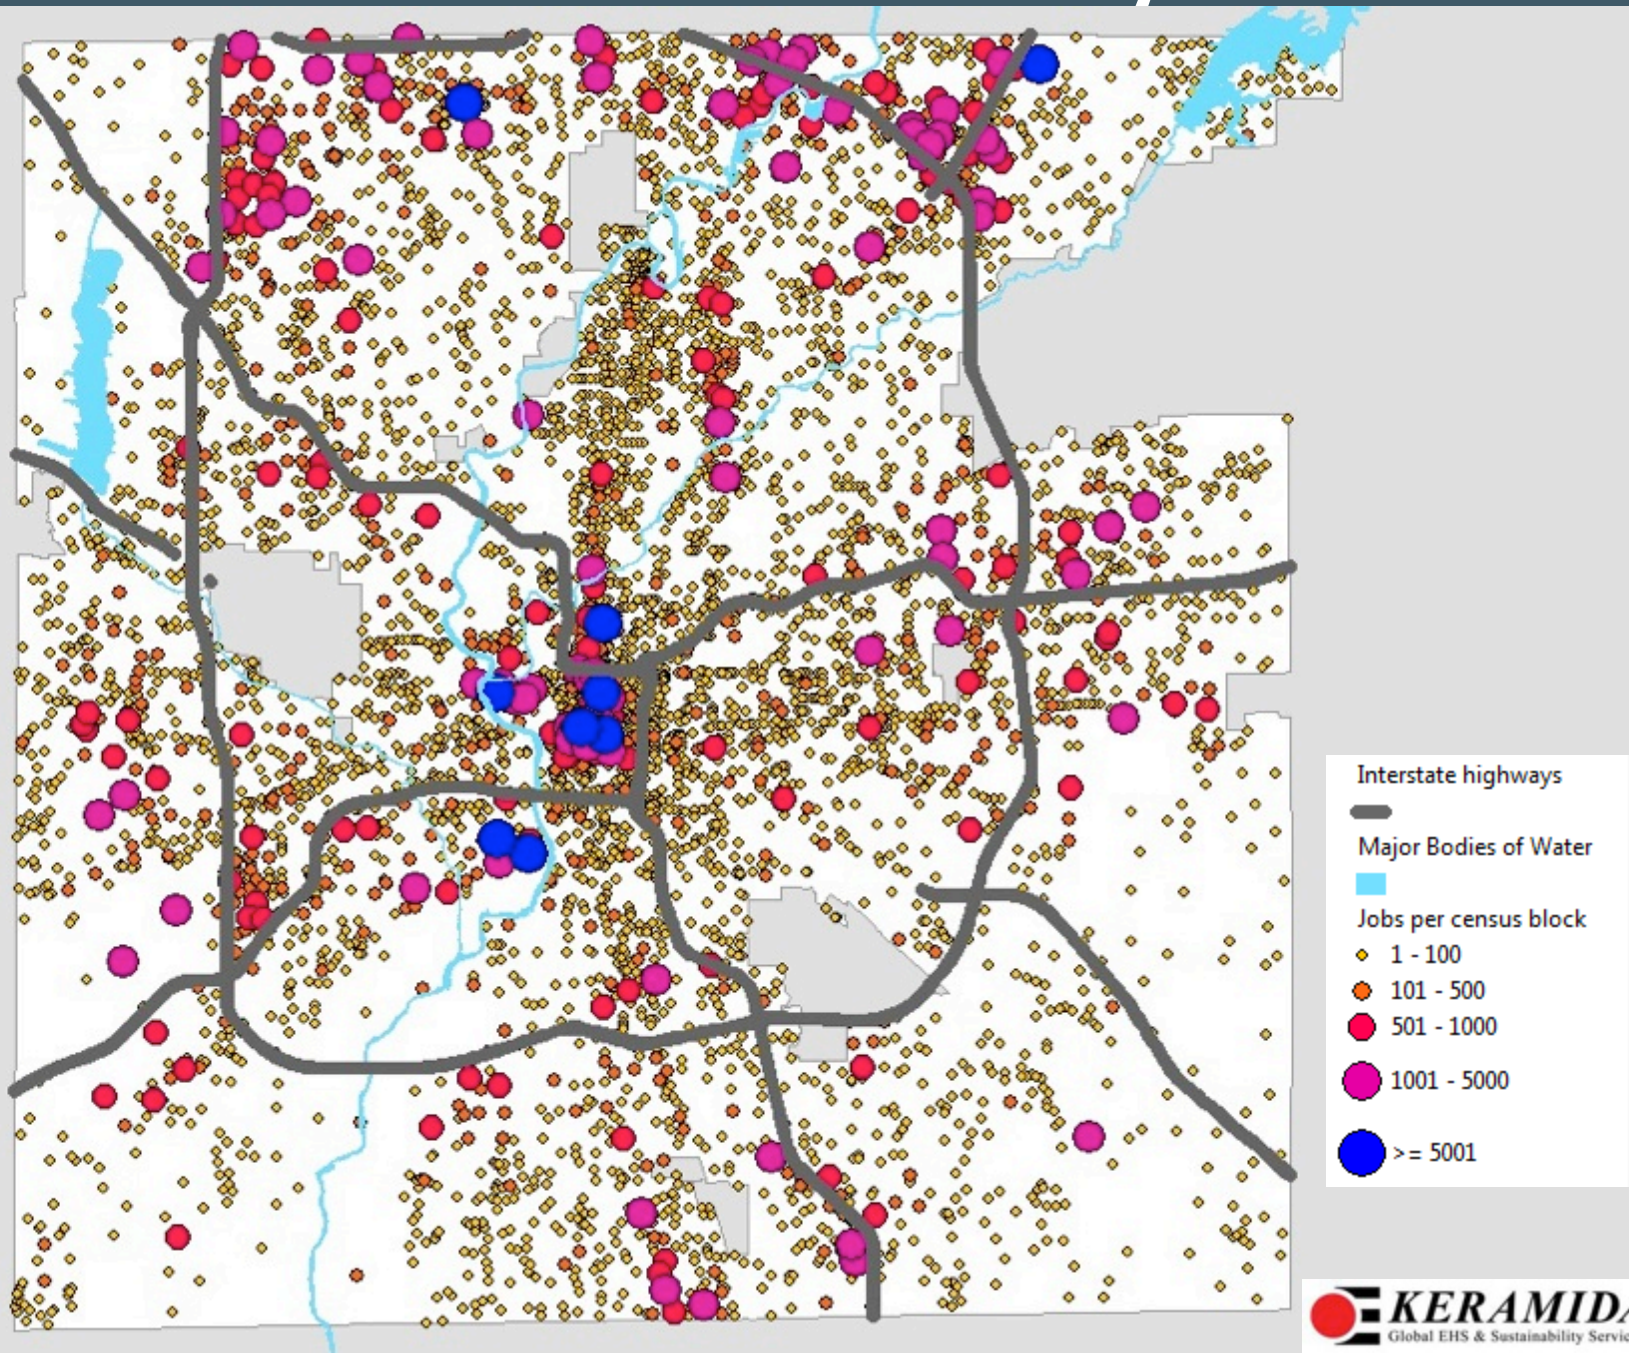 Interstate highways
Major Bodies of Water
Jobs per census block
1 - 100
101 - 500
501 - 1000
1001 - 5000
>= 5001
KERAMIDA
Global EHS & Sustainability Servic